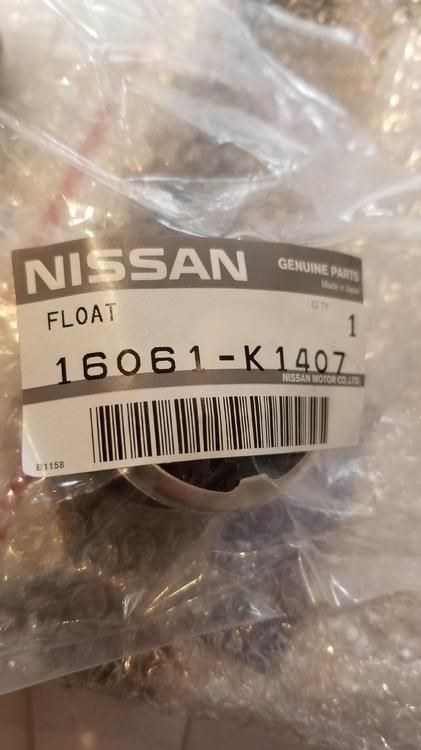 NISSAN
GENUINE PARTS
Made in Japan
FLOAT
Q'TY
1
16061-K1407
NISSAN MOTOR CO.,LTD.
E1158